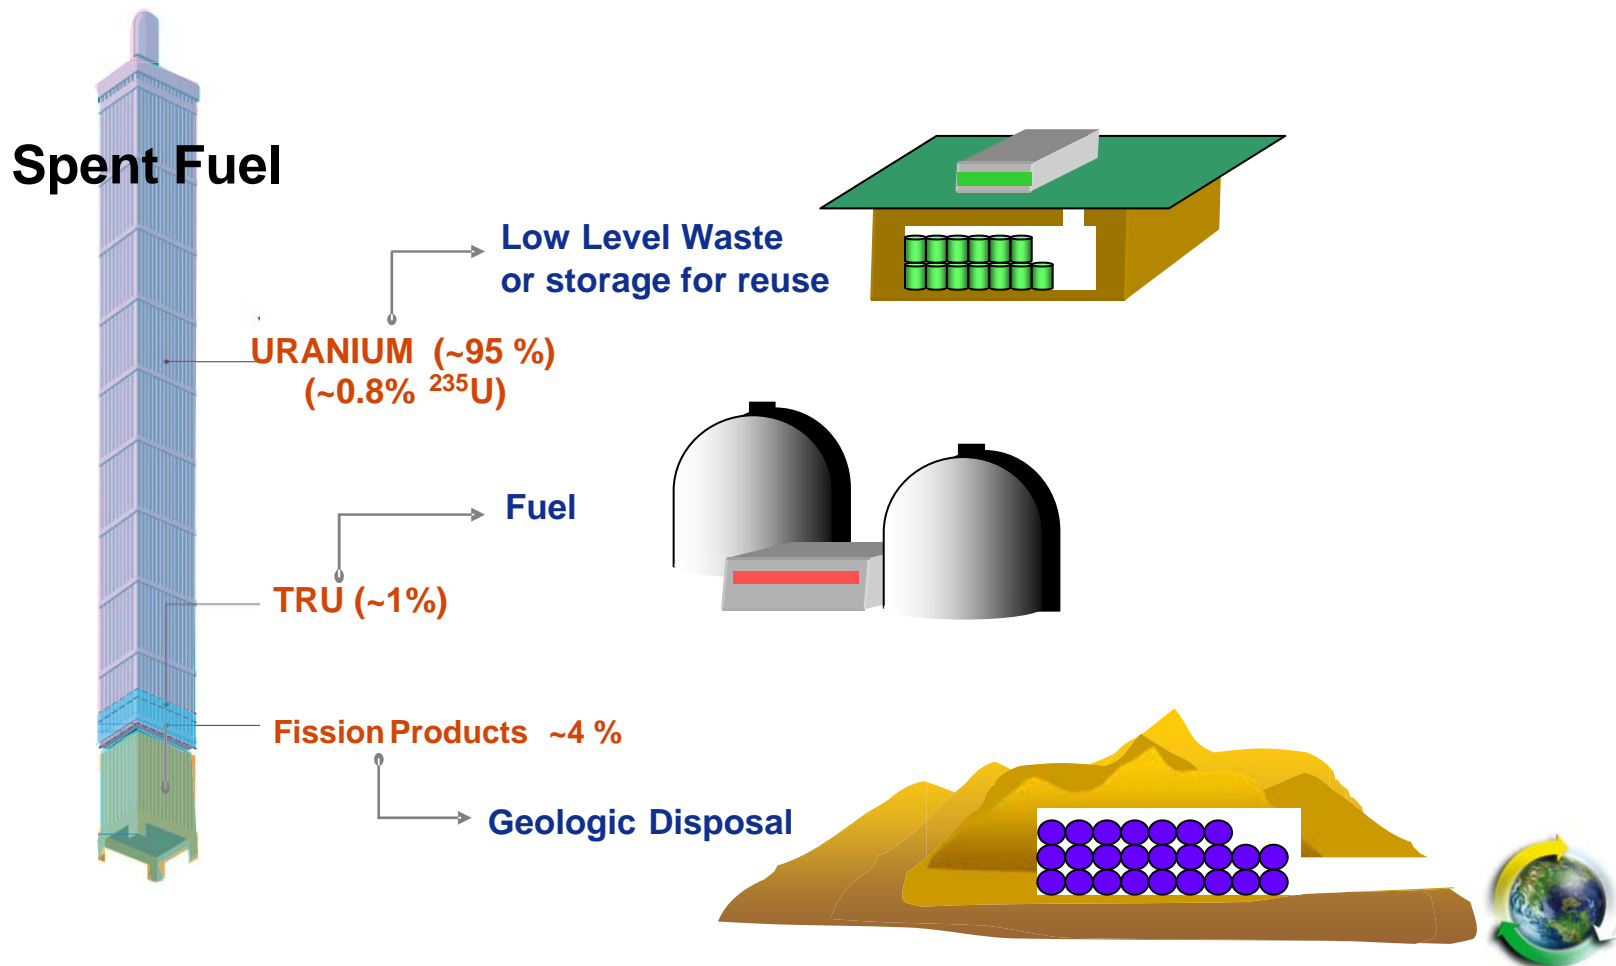 Spent Fuel
Low Level Waste
or storage for reuse
URANIUM (~95 %)
(~0.8% ²³⁵U)
Fuel
TRU (~1%)
Fission Products ~4 %
Geologic Disposal